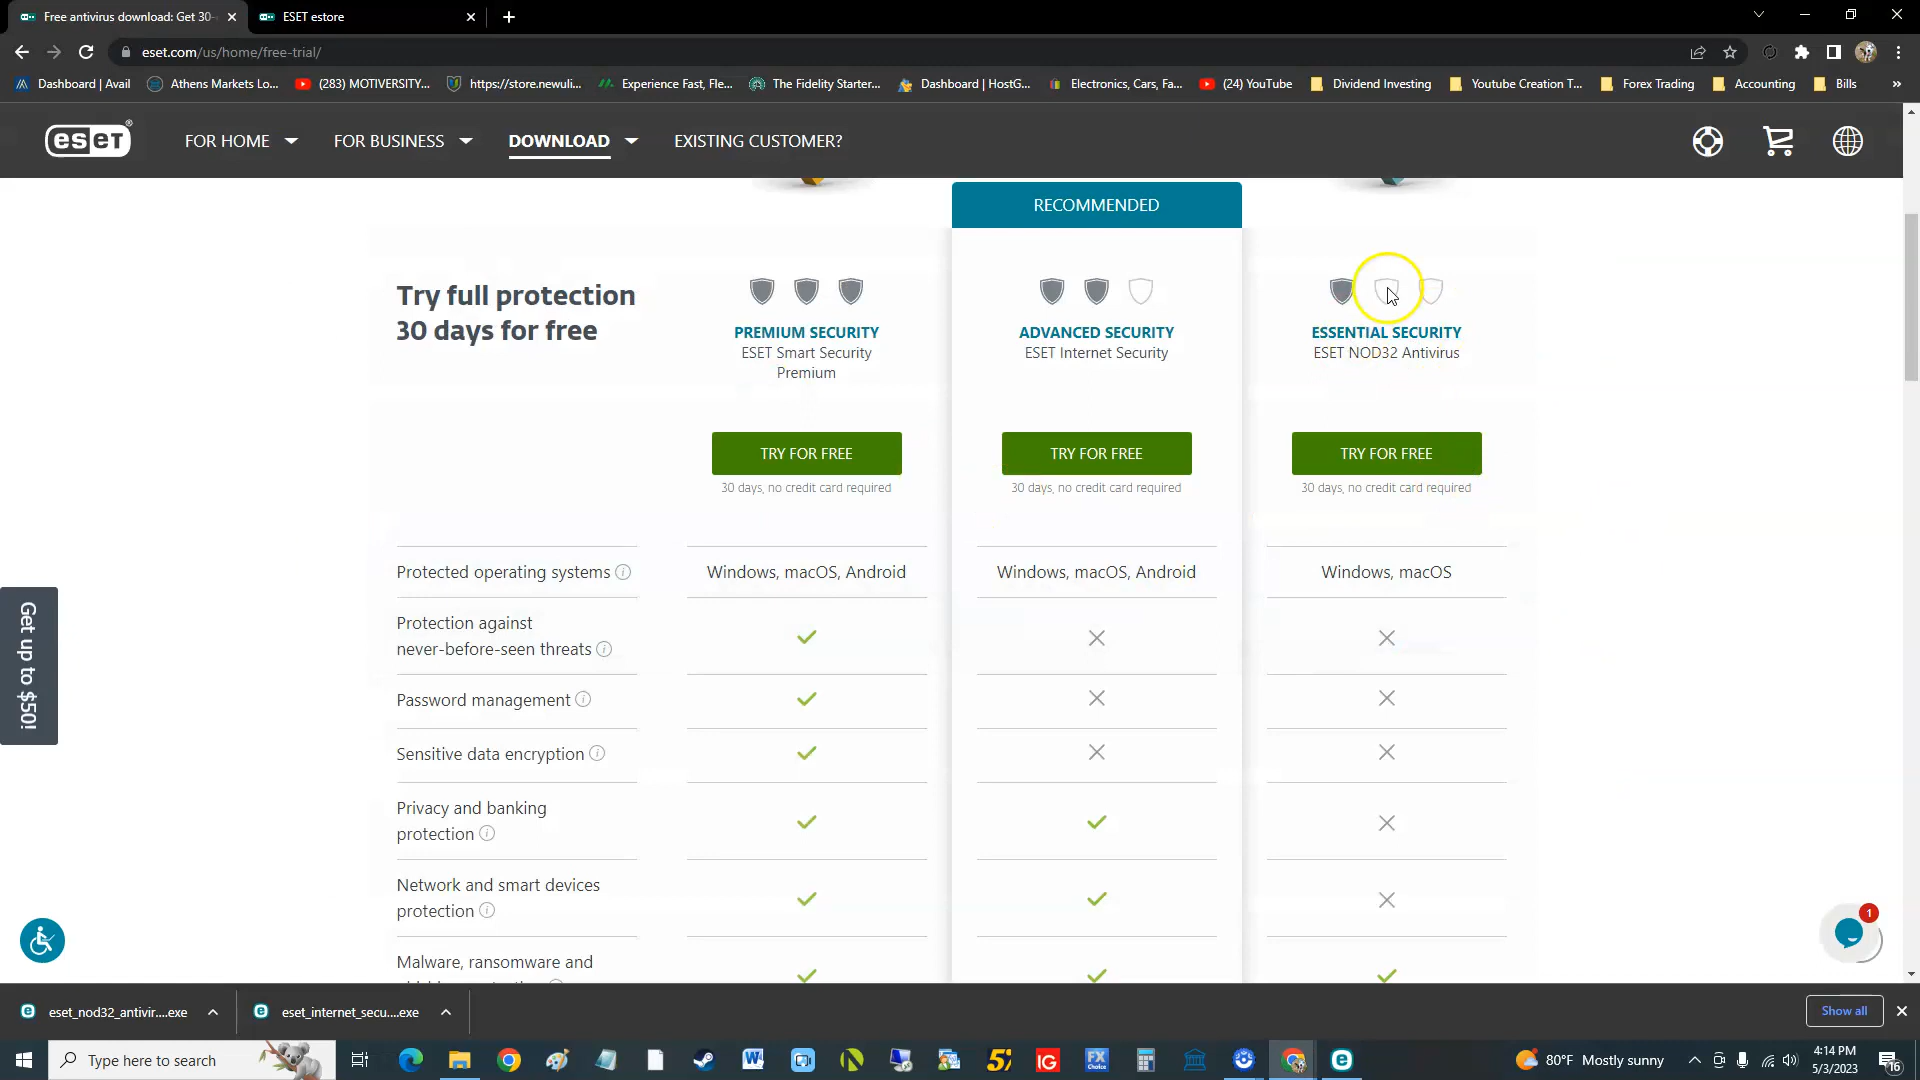 Free antivirus download: Get 30-
ESET estore
eset.com/us/home/free-trial/
Dashboard | Avail
Athens Markets Lo...
(283) MOTIVERSITY...
https://store.newuli...
Experience Fast, Fle...
The Fidelity Starter...
Dashboard | HostG...
Electronics, Cars, Fa...
(24) YouTube
Dividend Investing
Youtube Creation T...
Forex Trading
Accounting
Bills
»
eseT®
FOR HOME
FOR BUSINESS
DOWNLOAD
EXISTING CUSTOMER?
RECOMMENDED
Try full protection
30 days for free
PREMIUM SECURITY
ESET Smart Security
Premium
ADVANCED SECURITY
ESET Internet Security
ESSENTIAL SECURITY
ESET NOD32 Antivirus
TRY FOR FREE
TRY FOR FREE
TRY FOR FREE
30 days, no credit card required
30 days, no credit card required
30 days, no credit card required
Protected operating systems
Windows, macOS, Android
Windows, macOS, Android
Windows, macOS
Protection against
never-before-seen threats
Password management
Sensitive data encryption
Privacy and banking
protection
Network and smart devices
protection
Malware, ransomware and
Get up to $50!
1
eset_nod32_antivir....exe
eset_internet_secu....exe
Show all
Type here to search
80°F Mostly sunny
4:14 PM
5/3/2023
16